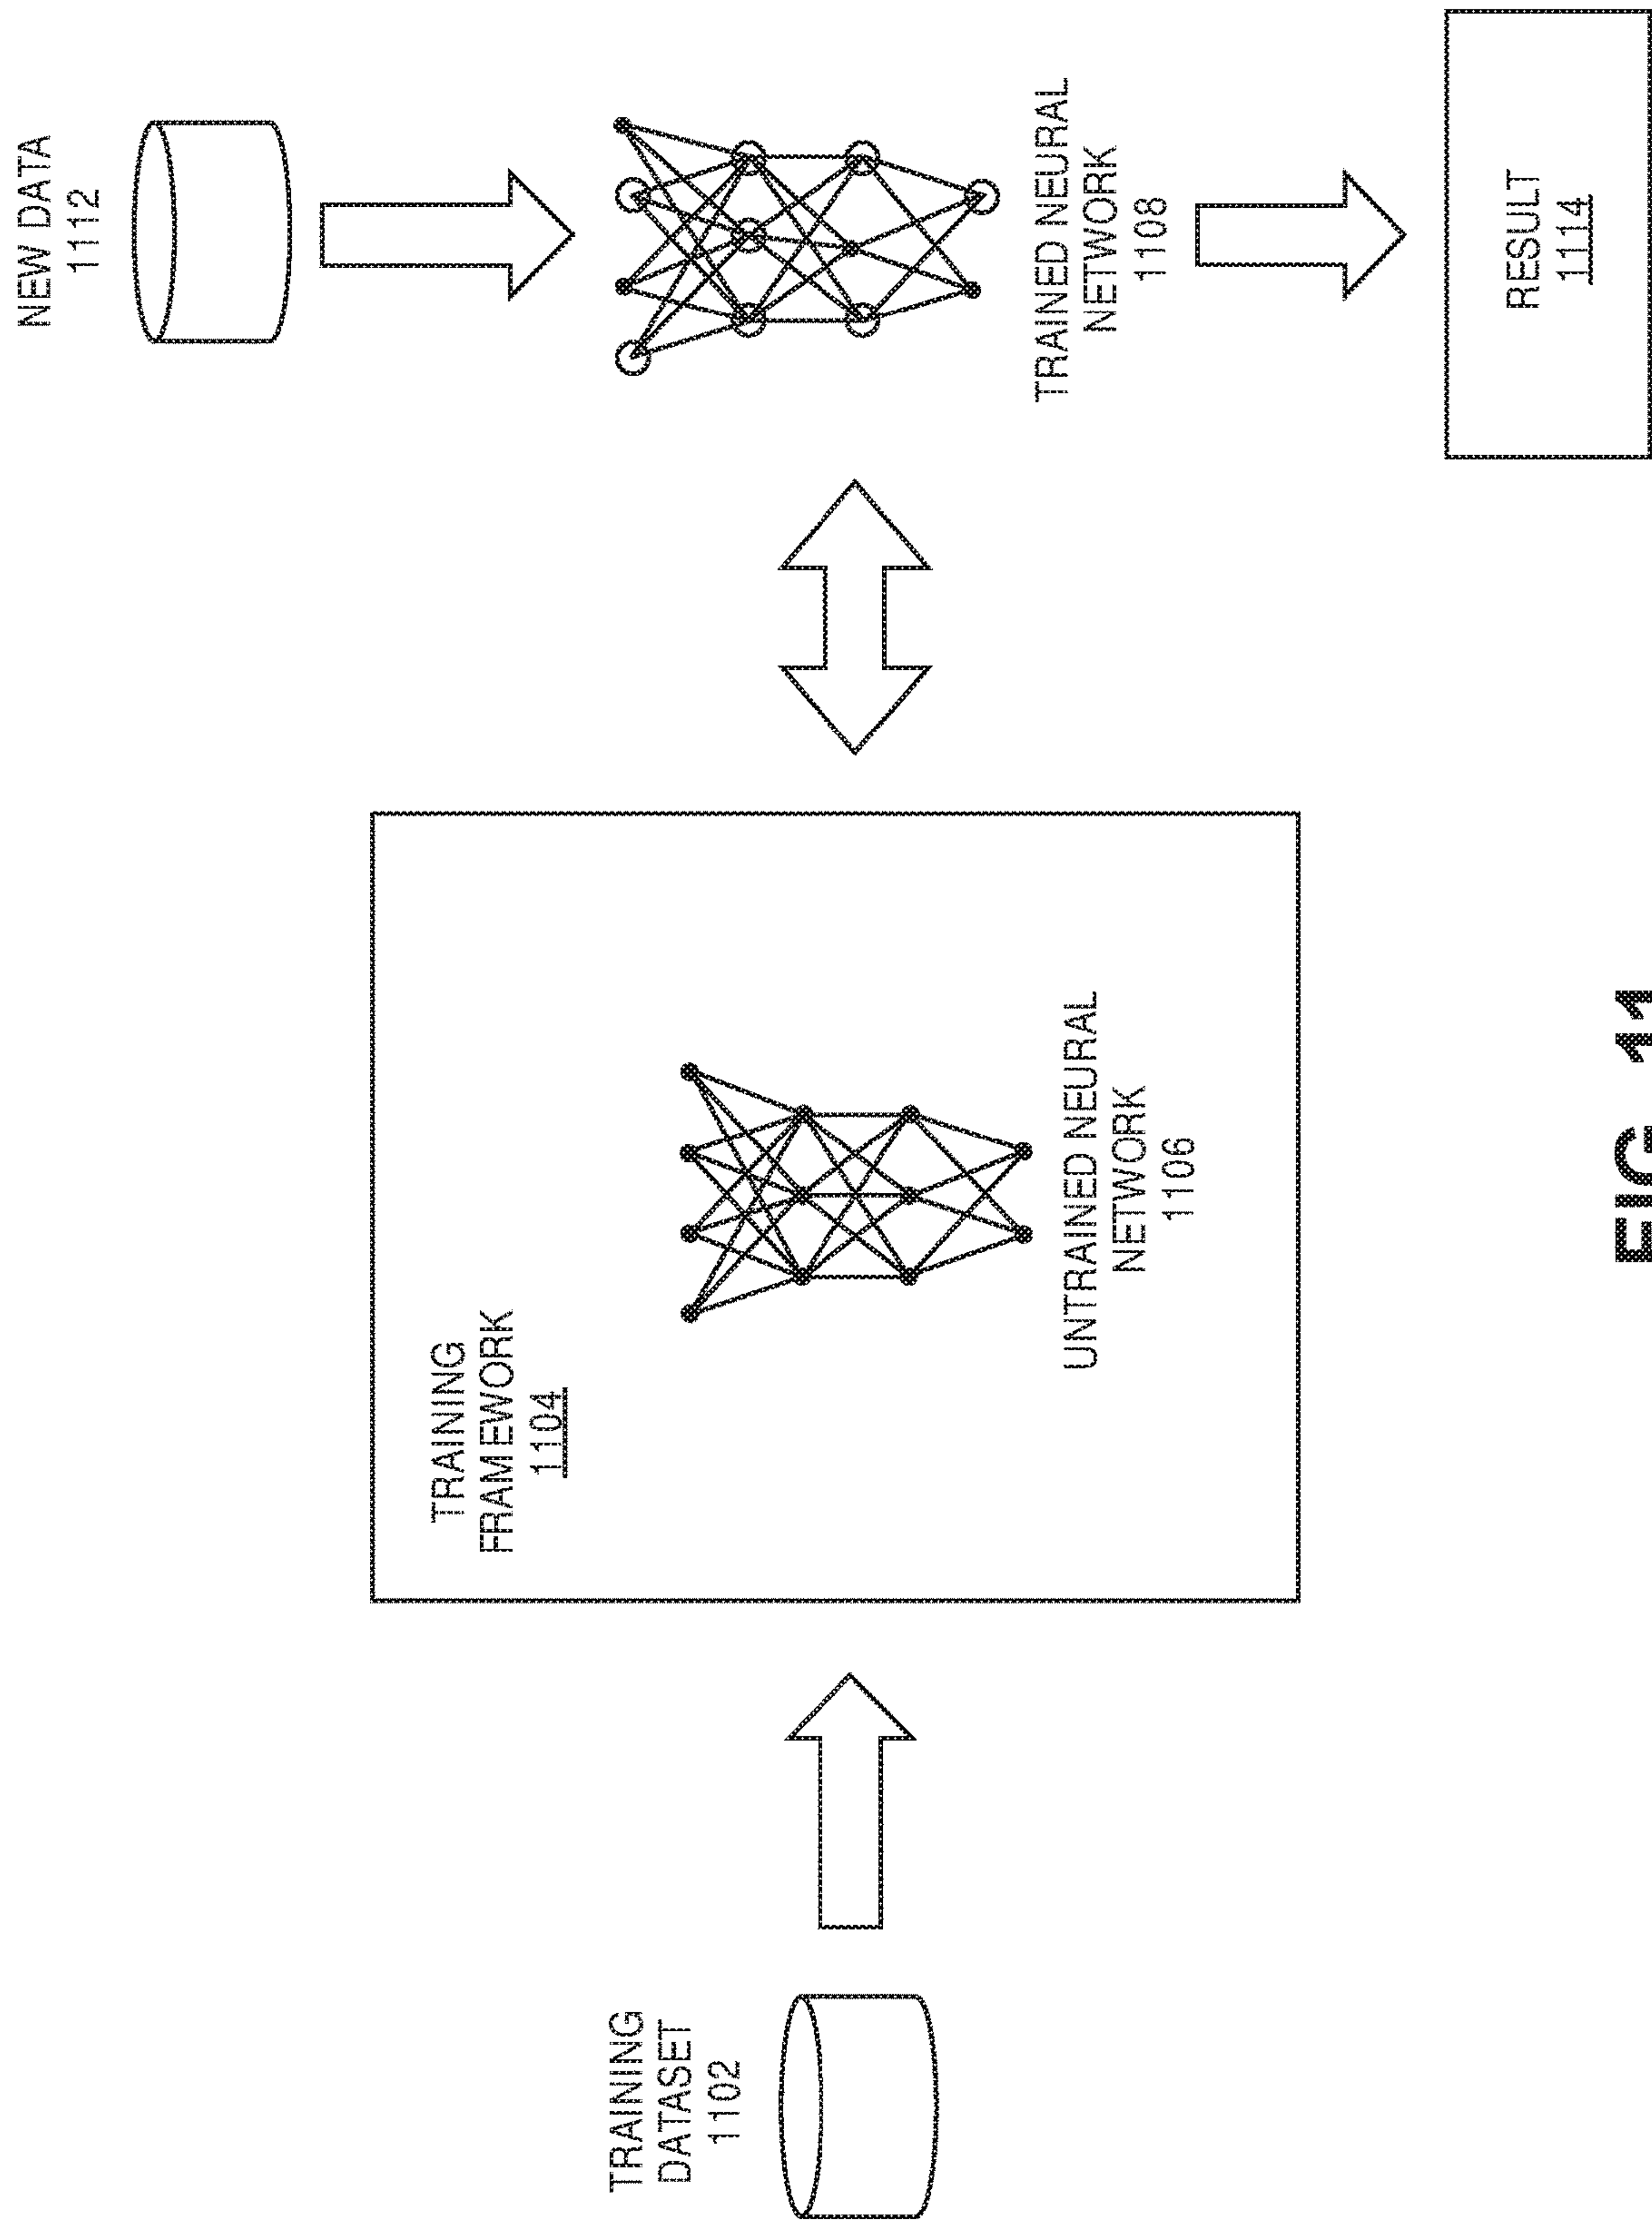 TRAINING
DATASET
1102
TRAINING
FRAMEWORK
1104
UNTRAINED NEURAL
NETWORK
1106
NEW DATA
1112
TRAINED NEURAL
NETWORK
1108
RESULT
1114
FIG. 11